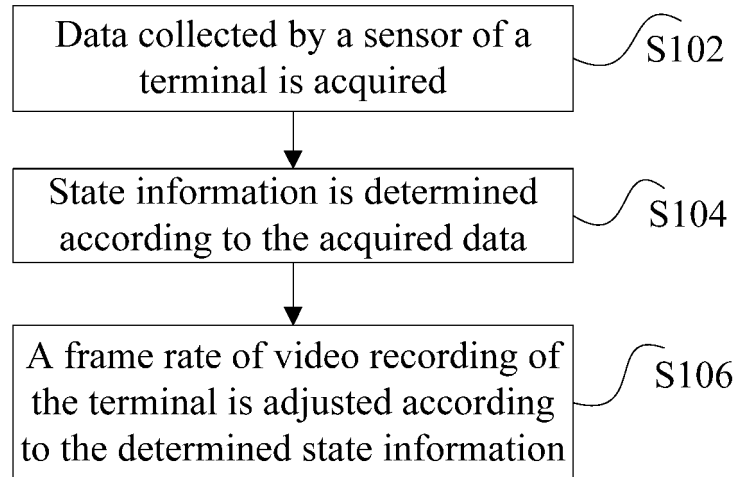 Data collected by a sensor of a
terminal is acquired
S102
State information is determined
according to the acquired data
S104
A frame rate of video recording of
the terminal is adjusted according
to the determined state information
S106